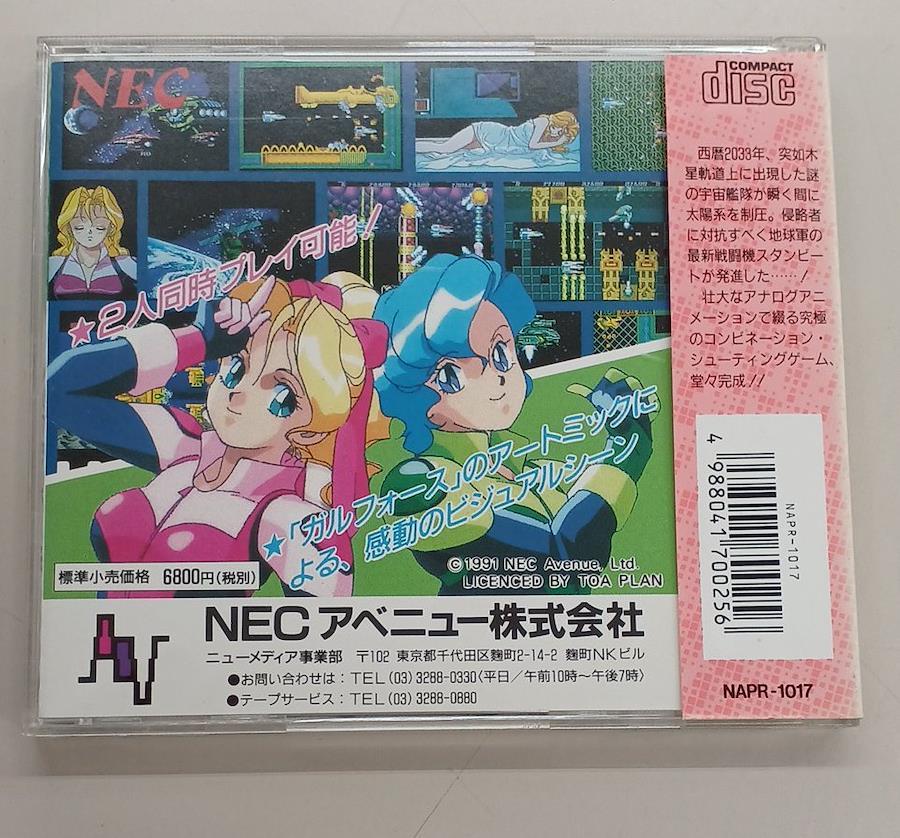 NEC
★2人同時プレイ可能！
★「ガルフォース」のアートミックに
よる、感動のビジュアルシーン
©1991 NEC Avenue, Ltd.
LICENCED BY TOA PLAN
標準小売価格 6800円(税別)
NECアベニュー株式会社
ニューメディア事業部 〒102 東京都千代田区麹町2-14-2 麹町NKビル
●お問い合わせは：TEL(03)3288-0330〈平日／午前10時〜午後7時〉
●テープサービス：TEL(03)3288-0880
COMPACT
disc
西暦2033年、突如木
星軌道上に出現した謎
の宇宙艦隊が瞬く間に
太陽系を制圧。侵略者
に対抗すべく地球軍の
最新戦闘機スタンビート
が発進した……！
壮大なアナログアニ
メーションで綴る究極
のコンビネーション・
シューティングゲーム、
堂々完成!!
4 988041 700256
NAPR-1017
NAPR-1017